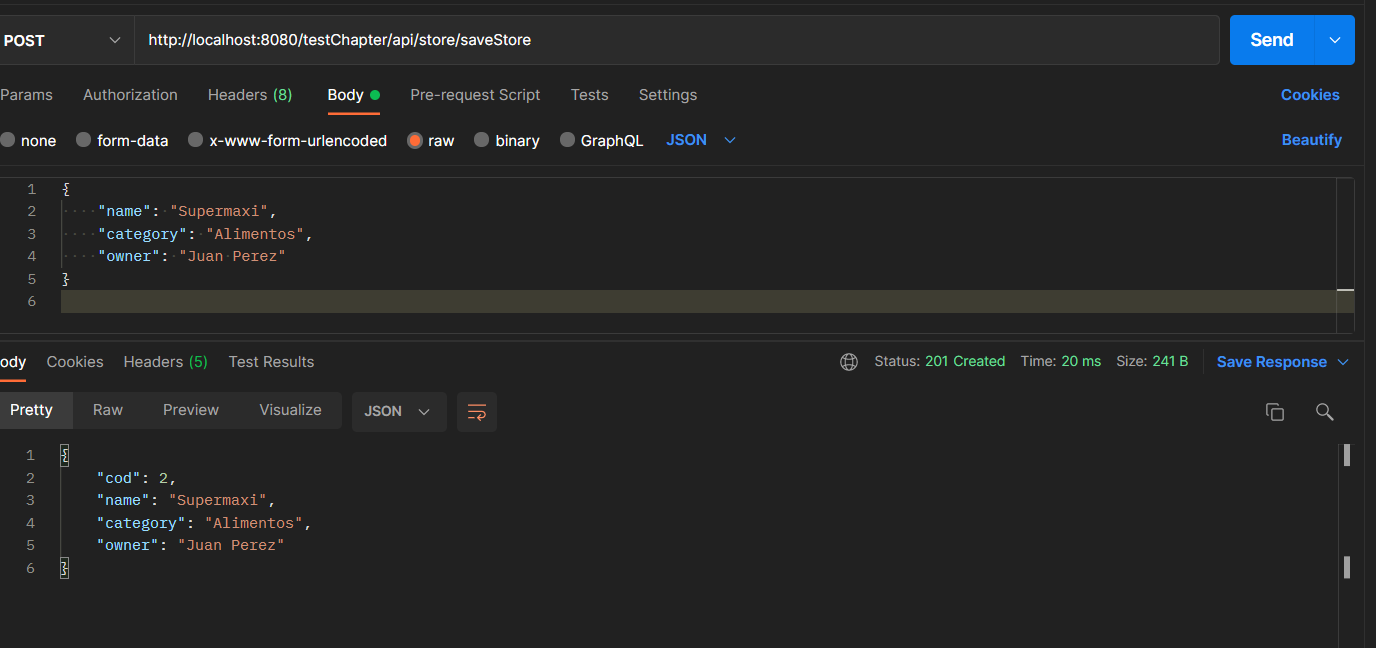 POST http://localhost:8080/testChapter/api/store/saveStore Send
Params Authorization Headers (8) Body Pre-request Script Tests Settings Cookies
none form-data x-www-form-urlencoded raw binary GraphQL JSON Beautify
1 {
2 "name": "Supermaxi",
3 "category": "Alimentos",
4 "owner": "Juan Perez"
5 }
6
ody Cookies Headers (5) Test Results Status: 201 Created Time: 20 ms Size: 241 B Save Response
Pretty Raw Preview Visualize JSON
1 {
2 "cod": 2,
3 "name": "Supermaxi",
4 "category": "Alimentos",
5 "owner": "Juan Perez"
6 }